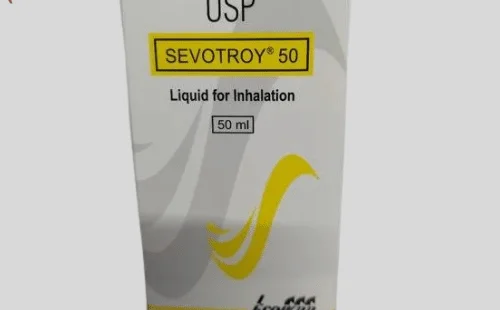 USP
SEVOTROY® 50
Liquid for Inhalation
50 ml